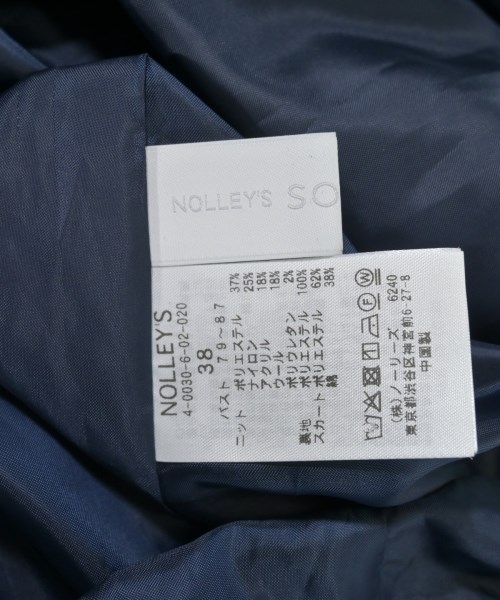 NOLLEY'S SO
NOLLEY'S
4-0030-6-02-020
38
バスト 79～87
ニット ポリエステル 37%
ナイロン 25%
アクリル 18%
ウール 18%
ポリウレタン 2%
裏地 ポリエステル 100%
スカート ポリエステル 62%
綿 38%
(株)ノーリーズ 6240
東京都渋谷区神宮前6-27-8
中国製